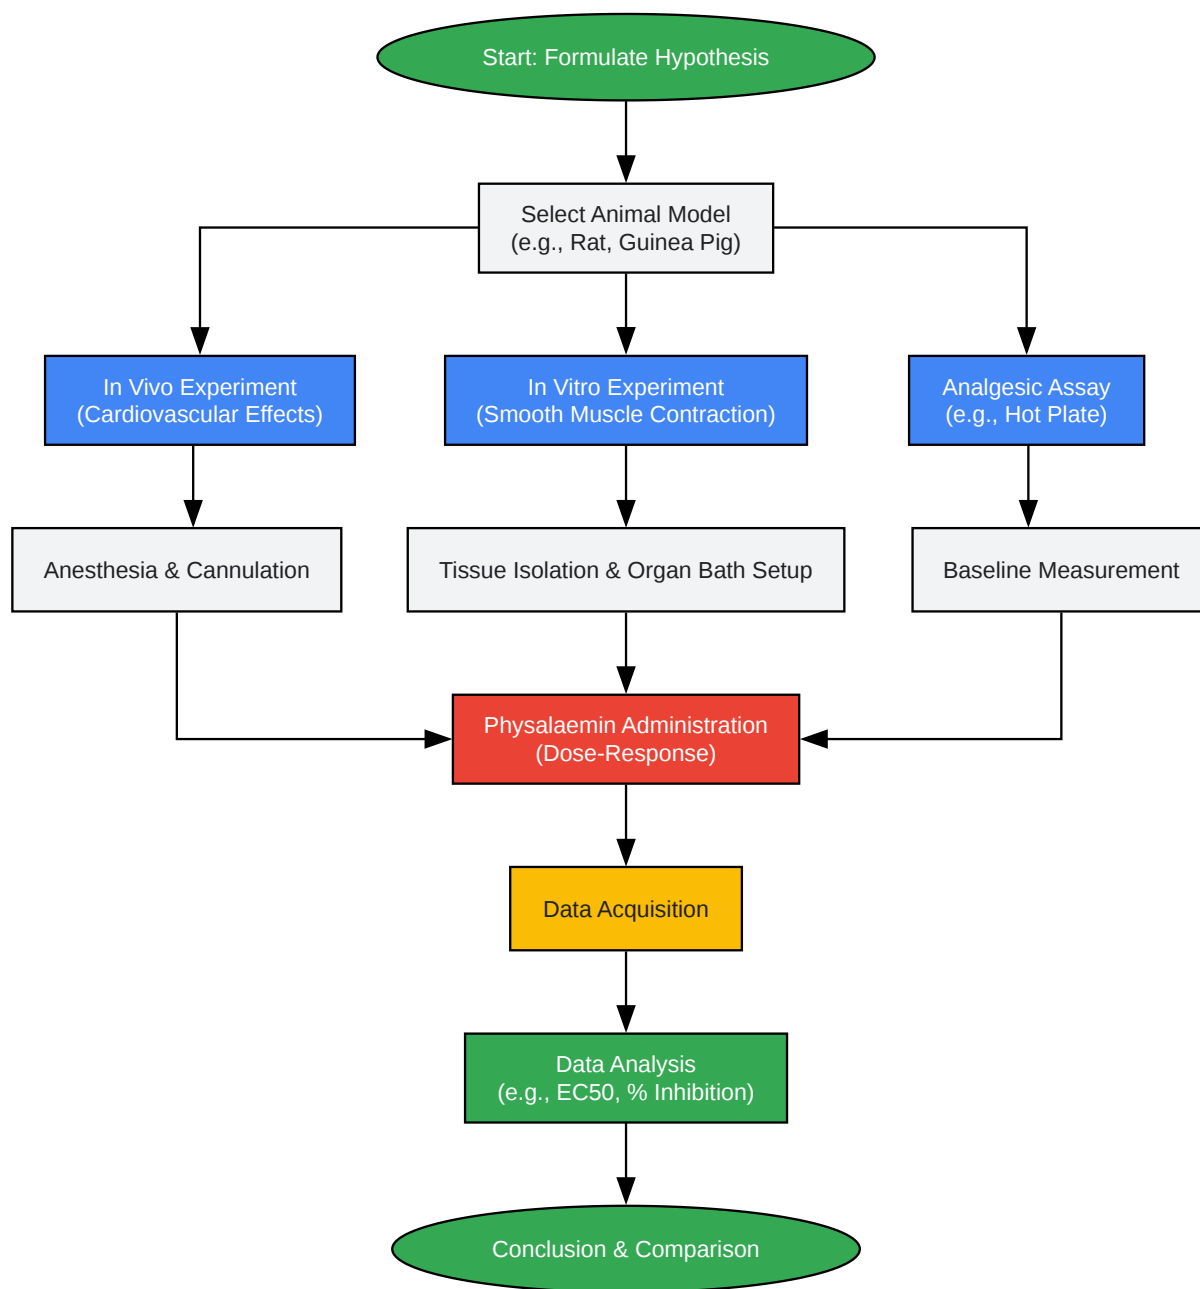 Start: Formulate Hypothesis
Select Animal Model
(e.g., Rat, Guinea Pig)
In Vivo Experiment
(Cardiovascular Effects)
In Vitro Experiment
(Smooth Muscle Contraction)
Analgesic Assay
(e.g., Hot Plate)
Anesthesia & Cannulation
Tissue Isolation & Organ Bath Setup
Baseline Measurement
Physalaemin Administration
(Dose-Response)
Data Acquisition
Data Analysis
(e.g., EC50, % Inhibition)
Conclusion & Comparison